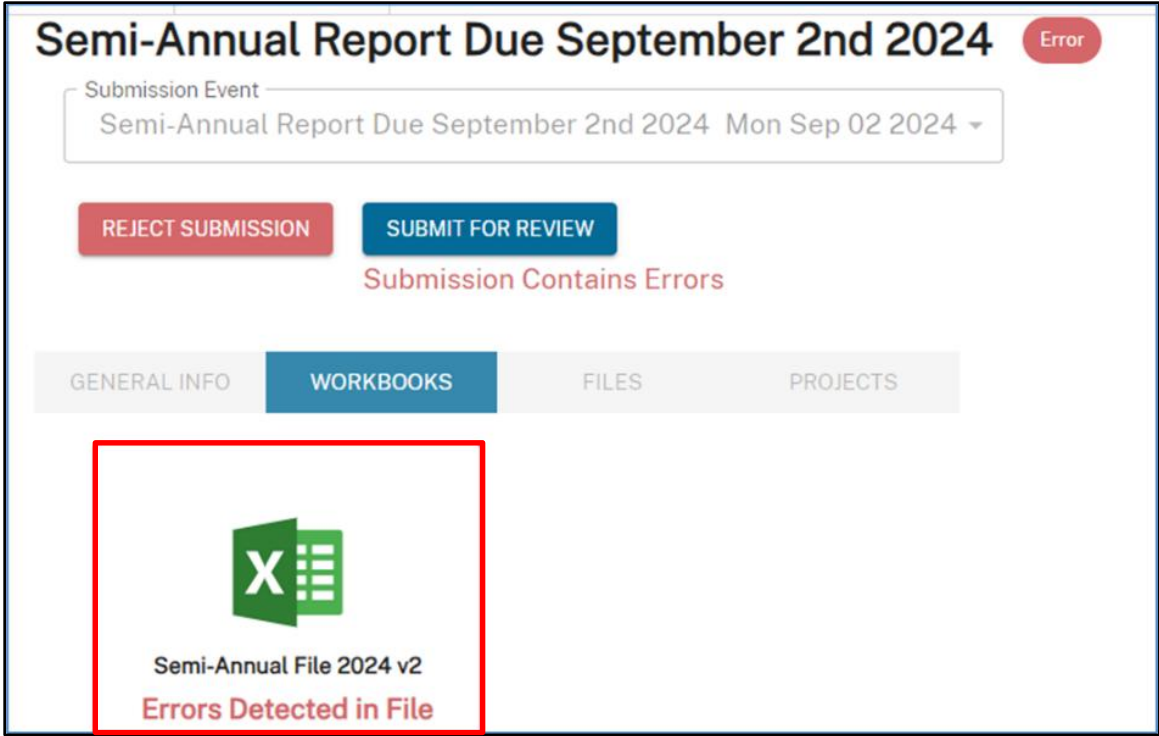 Semi-Annual Report Due September 2nd 2024 Error
Submission Event
Semi-Annual Report Due September 2nd 2024 Mon Sep 02 2024
REJECT SUBMISSION SUBMIT FOR REVIEW
Submission Contains Errors
GENERAL INFO WORKBOOKS FILES PROJECTS
X
Semi-Annual File 2024 v2
Errors Detected in File